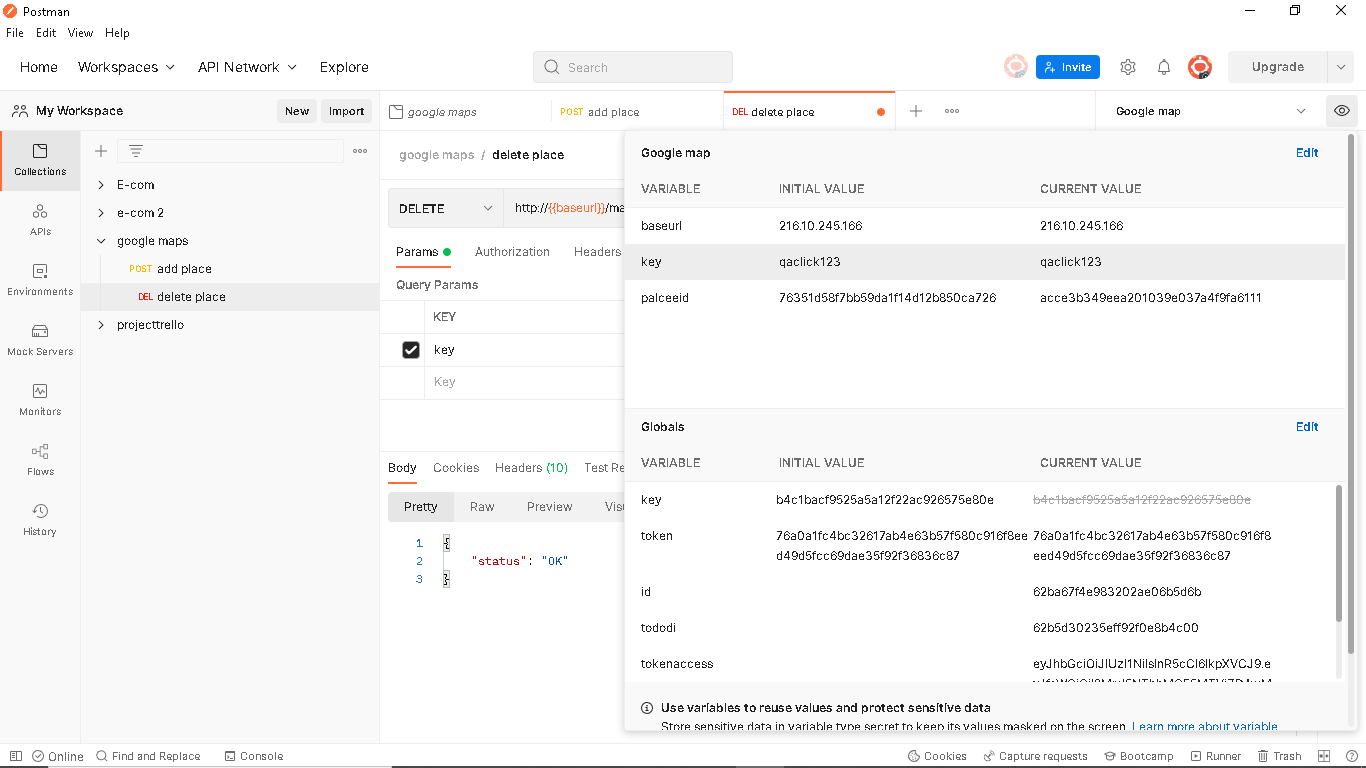 Postman
File Edit View Help
Home Workspaces API Network Explore
Search
Invite
Upgrade
My Workspace
New Import
google maps
POST add place
DEL delete place
Google map
Collections
APIs
Environments
Mock Servers
Monitors
Flows
History
E-com
e-com 2
google maps
POST add place
DEL delete place
projecttrello
google maps / delete place
DELETE http://{{baseurl}}/ma
Params Authorization Headers
Query Params
KEY
key
Key
Body Cookies Headers (10) Test Re
Pretty Raw Preview Visu
1 {
2 "status": "OK"
3 }
Google map Edit
VARIABLE INITIAL VALUE CURRENT VALUE
baseurl 216.10.245.166 216.10.245.166
key qaclick123 qaclick123
palceeid 76351d58f7bb59da1f14d12b850ca726 acce3b349eea201039e037a4f9fa6111
Globals Edit
VARIABLE INITIAL VALUE CURRENT VALUE
key b4c1bacf9525a5a12f22ac926575e80e b4c1bacf9525a5a12f22ac926575e80e
token 76a0a1fc4bc32617ab4e63b57f580c916f8ee 76a0a1fc4bc32617ab4e63b57f580c916f8
d49d5fcc69dae35f92f36836c87 eed49d5fcc69dae35f92f36836c87
id 62ba67f4e983202ae06b5d6b
tododi 62b5d30235eff92f0e8b4c00
tokenaccess eyJhbGciOiJIUzI1NiIsInR5cCI6IkpXVCJ9.e
Use variables to reuse values and protect sensitive data
Store sensitive data in variable type secret to keep its values masked on the screen. Learn more about variable
Online Find and Replace Console
Cookies Capture requests Bootcamp Runner Trash